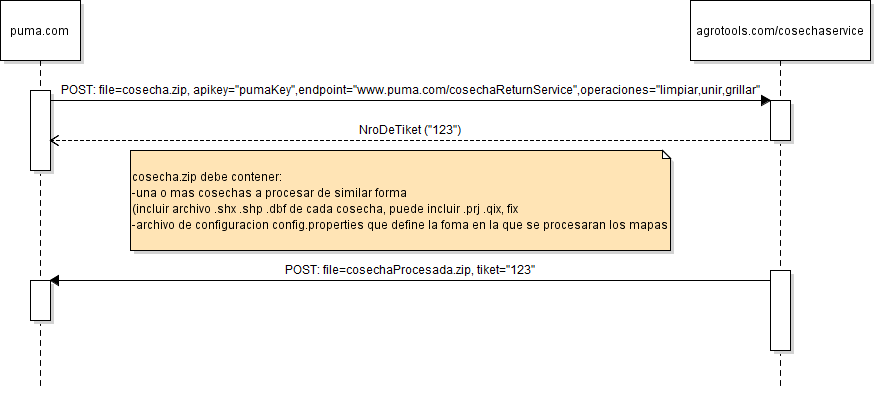 puma.com
agrotools.com/cosechaservice
POST: file=cosecha.zip, apikey="pumaKey",endpoint="www.puma.com/cosechaReturnService",operaciones="limpiar,unir,grillar"
NroDeTiket ("123")
cosecha.zip debe contener:
-una o mas cosechas a procesar de similar forma
(incluir archivo .shx .shp .dbf de cada cosecha, puede incluir .prj .qix, fix
-archivo de configuracion config.properties que define la foma en la que se procesaran los mapas
POST: file=cosechaProcesada.zip, tiket="123"